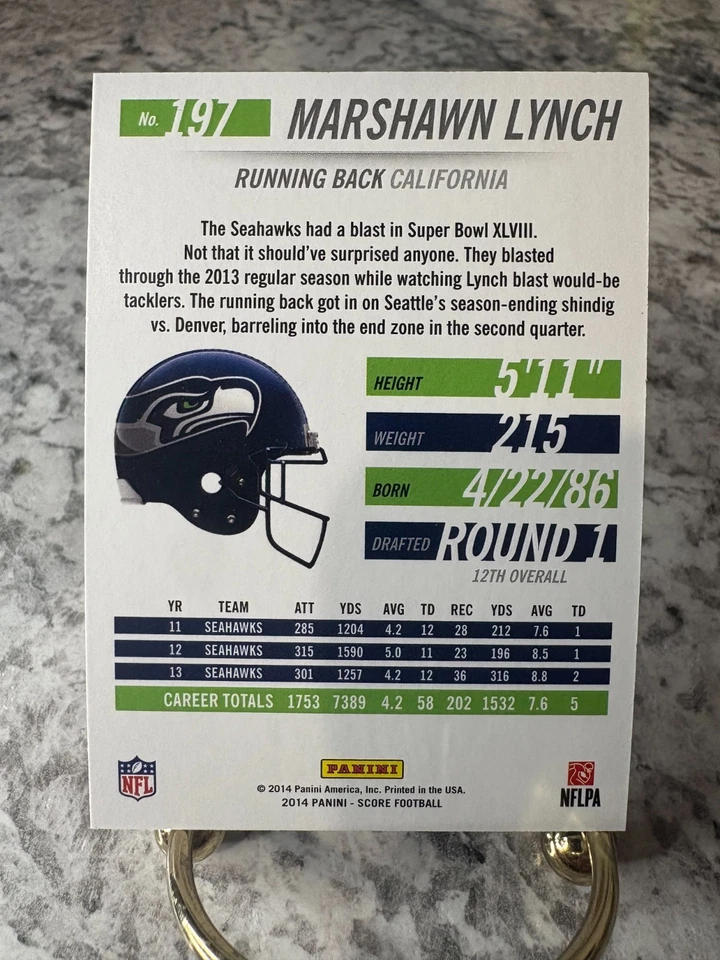 No. 197 MARSHAWN LYNCH
RUNNING BACK CALIFORNIA
The Seahawks had a blast in Super Bowl XLVIII.
Not that it should've surprised anyone. They blasted
through the 2013 regular season while watching Lynch blast would-be
tacklers. The running back got in on Seattle's season-ending shindig
vs. Denver, barreling into the end zone in the second quarter.
HEIGHT 5'11"
WEIGHT 215
BORN 4/22/86
DRAFTED ROUND 1
12TH OVERALL
YR TEAM ATT YDS AVG TD REC YDS AVG TD
11 SEAHAWKS 285 1204 4.2 12 28 212 7.6 1
12 SEAHAWKS 315 1590 5.0 11 23 196 8.5 1
13 SEAHAWKS 301 1257 4.2 12 36 316 8.8 2
CAREER TOTALS 1753 7389 4.2 58 202 1532 7.6 5
NFL
PANINI
© 2014 Panini America, Inc. Printed in the USA.
2014 PANINI - SCORE FOOTBALL
NFLPA